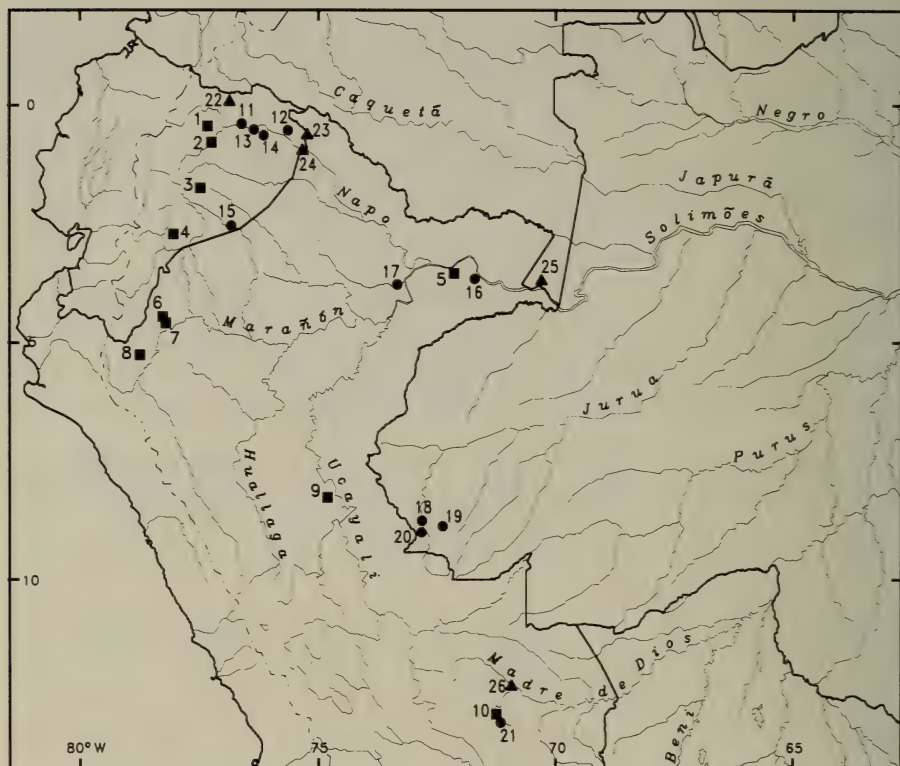 Caquetá
0
22
1
11
12
23
2
13
14
24
Negro
Japurá
3
Napo
Solimões
15
4
25
17
5
16
6
7
Marañón
8
5
Jurua
Purus
Huallaga
Ucayali
9
18
19
20
10
Madre de Dios
26
10
21
Beni
80°W
75
70
65